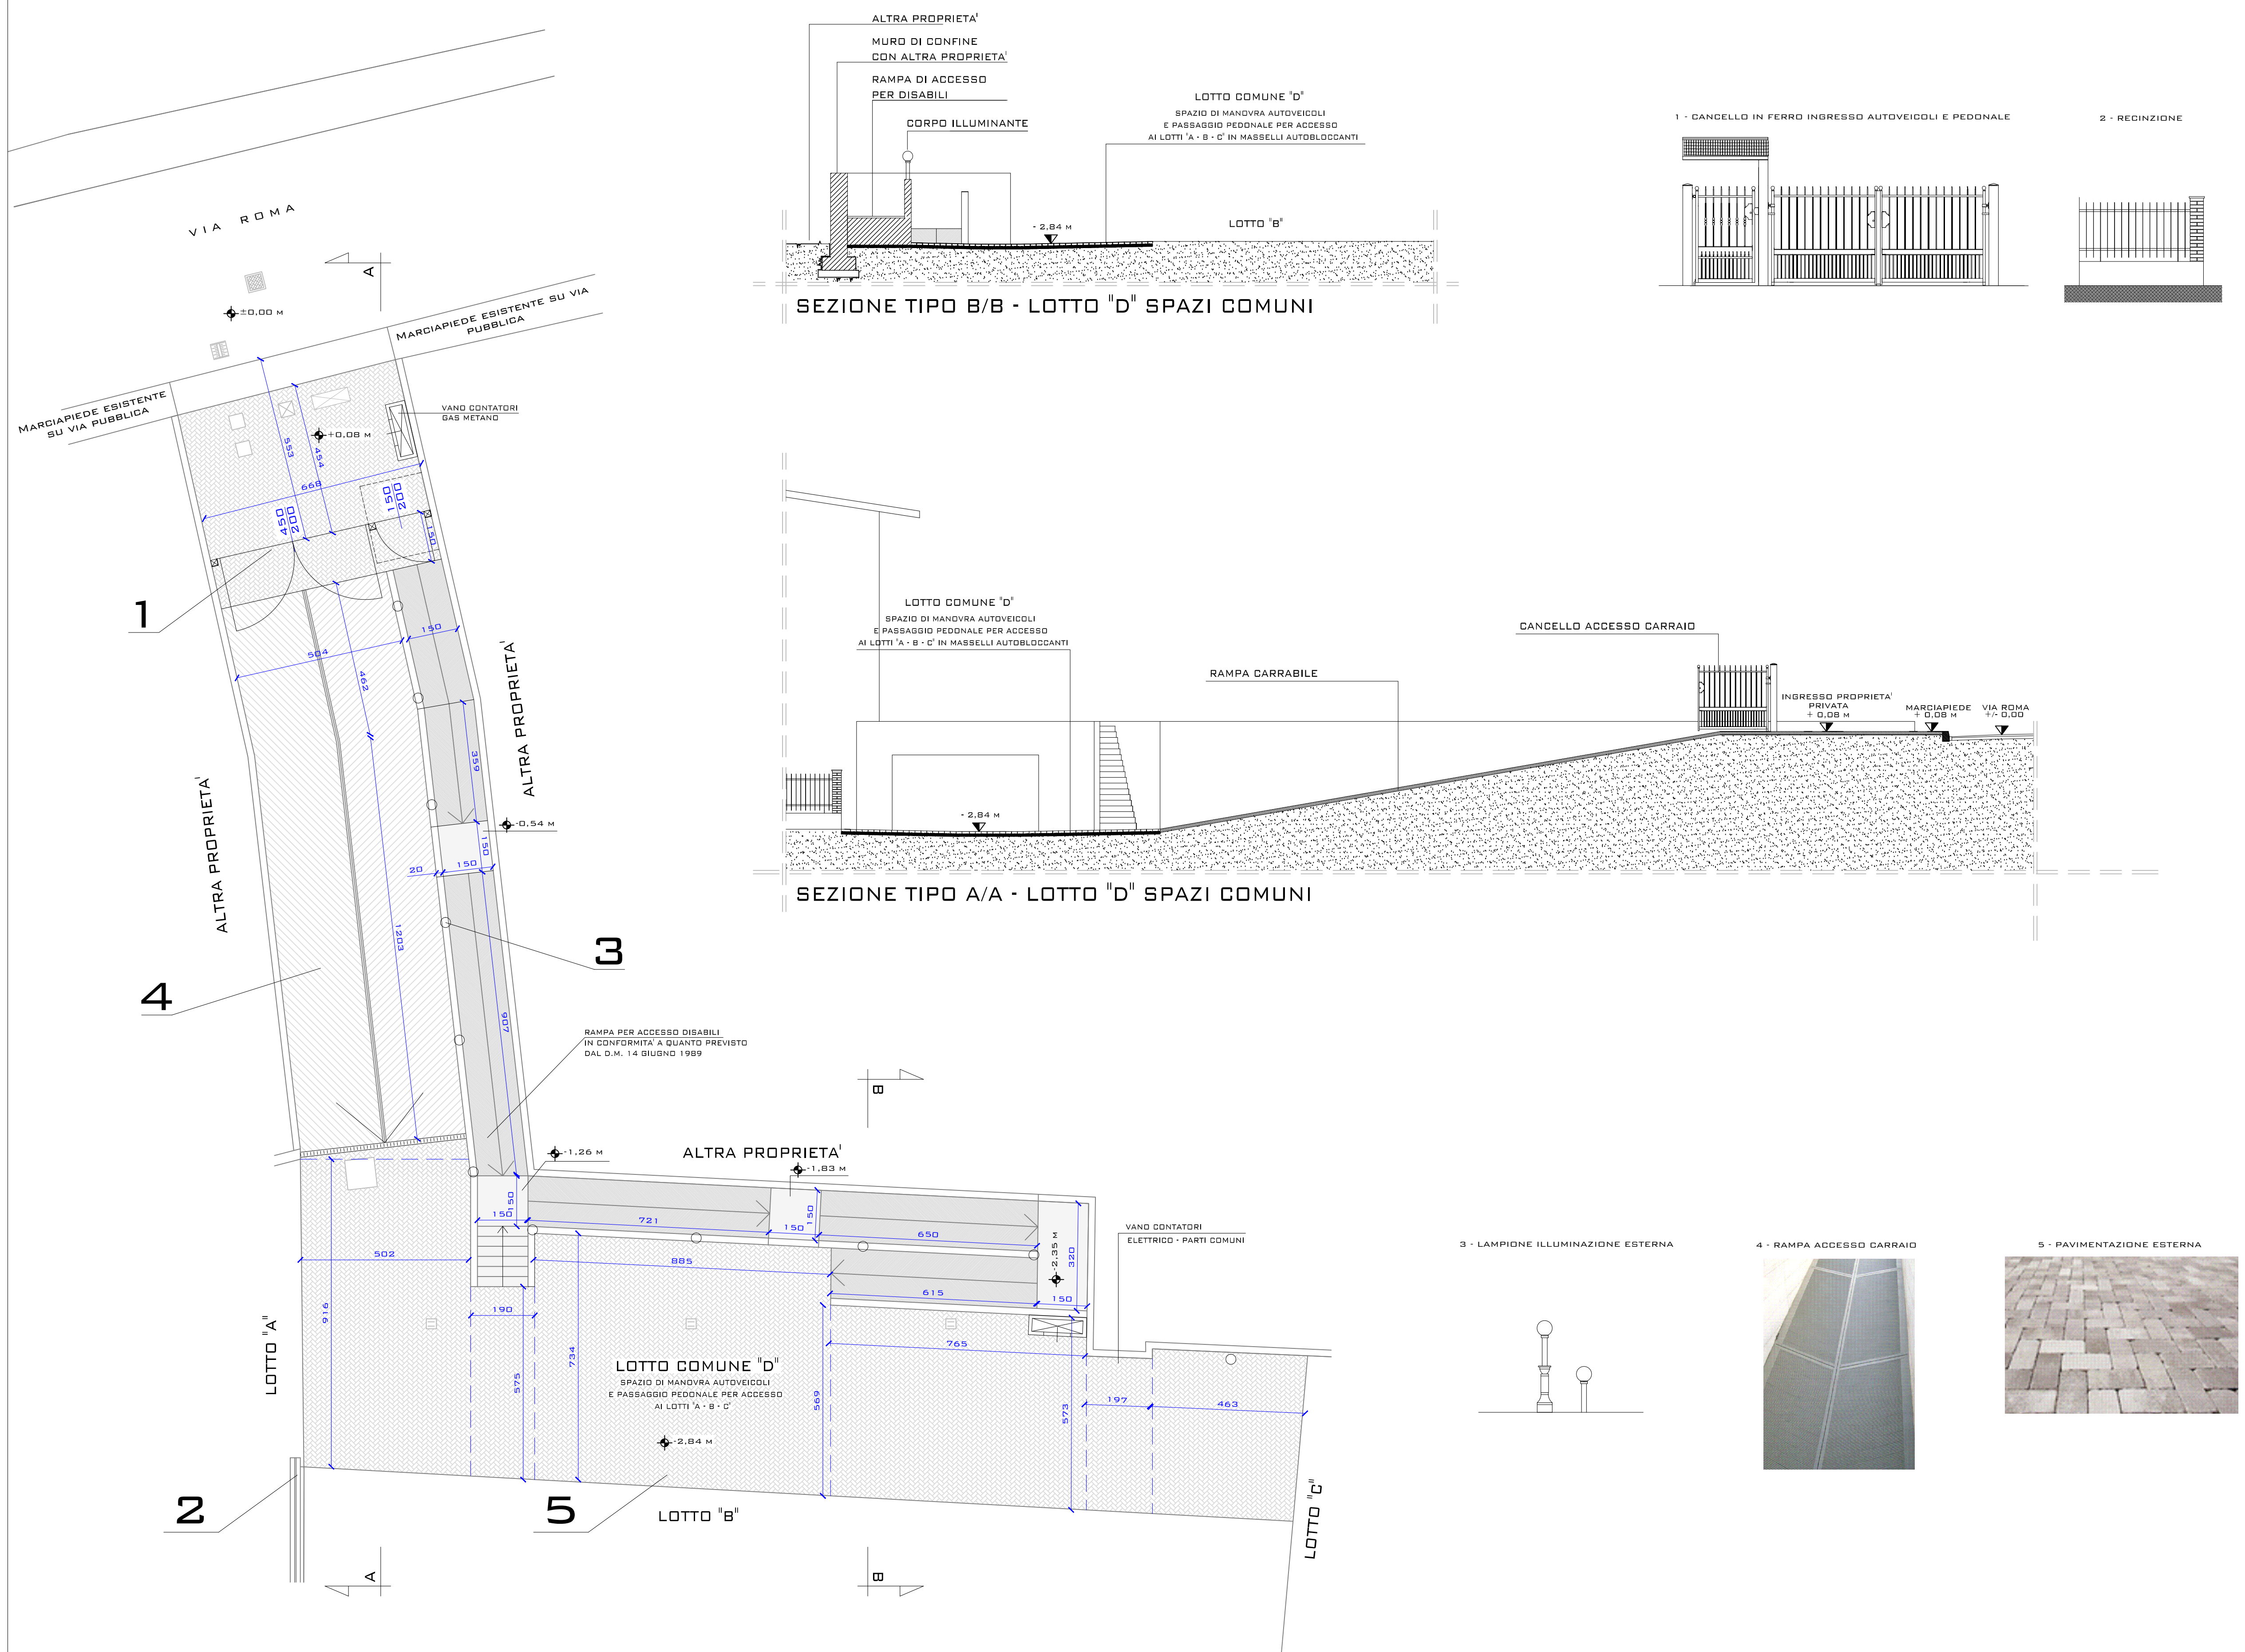 VIA ROMA
A
±0,00 M
MARCIAPIEDE ESISTENTE SU VIA
PUBBLICA
MARCIAPIEDE ESISTENTE
SU VIA PUBBLICA
VANO CONTATORI
GAS METANO
+0,08 M
553
454
668
450
200
150
200
150
1
504
150
462
ALTRA PROPRIETA'
359
-0,54 M
150
20
150
ALTRA PROPRIETA'
1203
3
4
907
RAMPA PER ACCESSO DISABILI
IN CONFORMITA' A QUANTO PREVISTO
DAL D.M. 14 GIUGNO 1989
B
-1,26 M
ALTRA PROPRIETA'
-1,83 M
150
150
721
150
150
650
-2,35 M
320
VANO CONTATORI
ELETTRICO - PARTI COMUNI
502
885
615
150
916
190
734
575
569
765
573
197
463
LOTTO "A"
LOTTO COMUNE "D"
SPAZIO DI MANOVRA AUTOVEICOLI
E PASSAGGIO PEDONALE PER ACCESSO
AI LOTTI 'A - B - C'
-2,84 M
2
5
LOTTO "B"
LOTTO "C"
A
B
ALTRA PROPRIETA'
MURO DI CONFINE
CON ALTRA PROPRIETA'
RAMPA DI ACCESSO
PER DISABILI
CORPO ILLUMINANTE
LOTTO COMUNE "D"
SPAZIO DI MANOVRA AUTOVEICOLI
E PASSAGGIO PEDONALE PER ACCESSO
AI LOTTI 'A - B - C' IN MASSELLI AUTOBLOCCANTI
- 2,84 M
LOTTO "B"
SEZIONE TIPO B/B - LOTTO "D" SPAZI COMUNI
1 - CANCELLO IN FERRO INGRESSO AUTOVEICOLI E PEDONALE
2 - RECINZIONE
LOTTO COMUNE "D"
SPAZIO DI MANOVRA AUTOVEICOLI
E PASSAGGIO PEDONALE PER ACCESSO
AI LOTTI 'A - B - C' IN MASSELLI AUTOBLOCCANTI
RAMPA CARRABILE
CANCELLO ACCESSO CARRAIO
INGRESSO PROPRIETA'
PRIVATA
+ 0,08 M
MARCIAPIEDE
+ 0,08 M
VIA ROMA
+/- 0,00
- 2,84 M
SEZIONE TIPO A/A - LOTTO "D" SPAZI COMUNI
3 - LAMPIONE ILLUMINAZIONE ESTERNA
4 - RAMPA ACCESSO CARRAIO
5 - PAVIMENTAZIONE ESTERNA